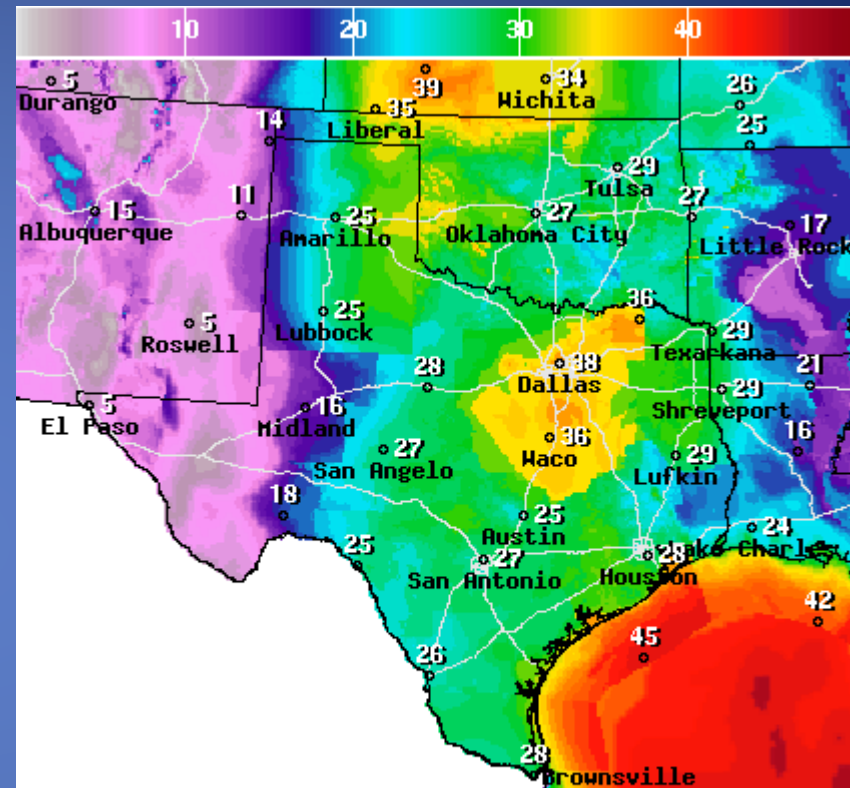 10 20 30 40
5
Durango
39
34
Wichita
35
Liberal
26
14
25
29
Tulsa
15
Albuquerque
11
25
Amarillo
27
Oklahoma City
27
17
Little Rock
5
Roswell
25
Lubbock
36
29
Texarkana
38
Dallas
28
29
Shreveport
21
5
El Paso
16
Midland
36
Waco
27
San Angelo
29
Lufkin
16
18
25
Austin
24
Lake Charl
25
27
San Antonio
28
Houston
42
45
26
28
Brownsville